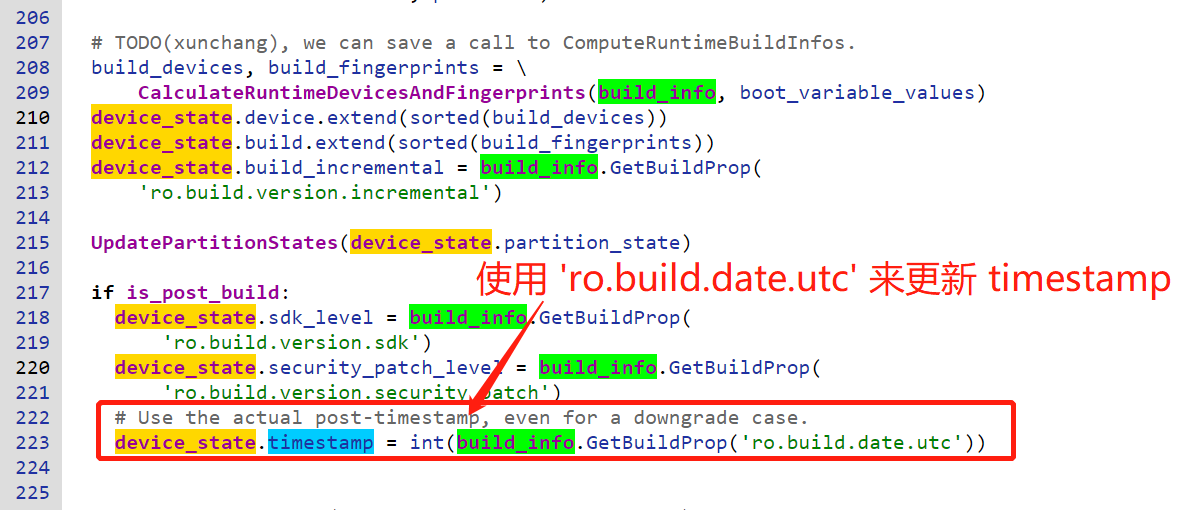 206
207 # TODO(xunchang), we can save a call to ComputeRuntimeBuildInfos.
208 build_devices, build_fingerprints = \
209 CalculateRuntimeDevicesAndFingerprints(build_info, boot_variable_values)
210 device_state.device.extend(sorted(build_devices))
211 device_state.build.extend(sorted(build_fingerprints))
212 device_state.build_incremental = build_info.GetBuildProp(
213 'ro.build.version.incremental')
214
215 UpdatePartitionStates(device_state.partition_state)
216
使用 'ro.build.date.utc' 来更新 timestamp
217 if is_post_build:
218 device_state.sdk_level = build_info.GetBuildProp(
219 'ro.build.version.sdk')
220 device_state.security_patch_level = build_info.GetBuildProp(
221 'ro.build.version.security_patch')
222 # Use the actual post-timestamp, even for a downgrade case.
223 device_state.timestamp = int(build_info.GetBuildProp('ro.build.date.utc'))
224
225